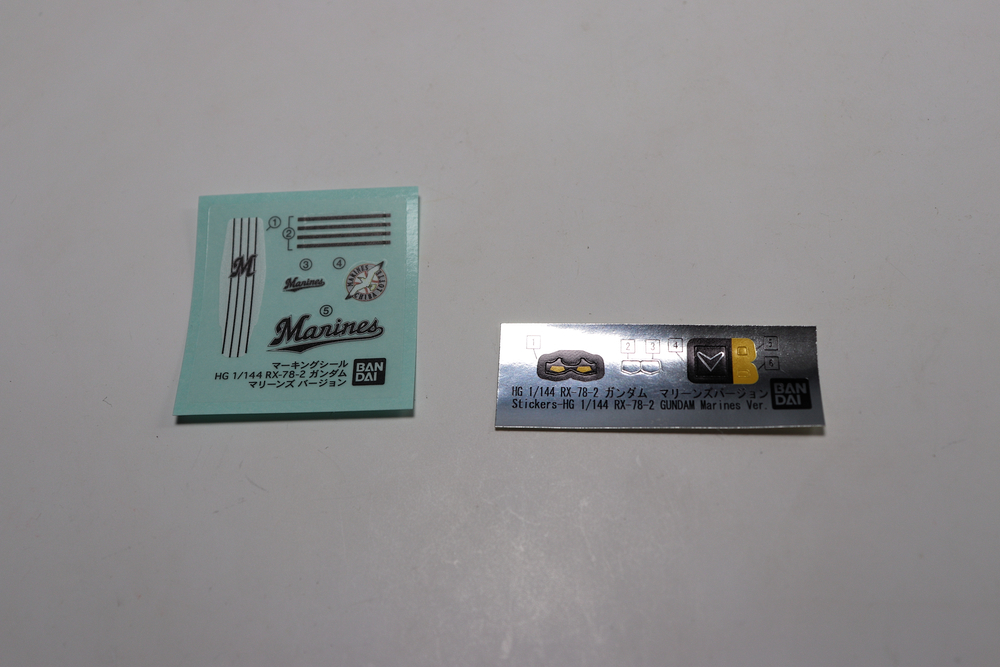 ①
②
M
③
④
Marines
MARINES
CHIBA LOTTE
⑤
Marines
マーキングシール
HG 1/144 RX-78-2 ガンダム
マリーンズ バージョン
BAN
DAI
1
2
3
4
5
4
HG 1/144 RX-78-2 ガンダム マリーンズバージョン
Stickers-HG 1/144 RX-78-2 GUNDAM Marines Ver.
BAN
DAI